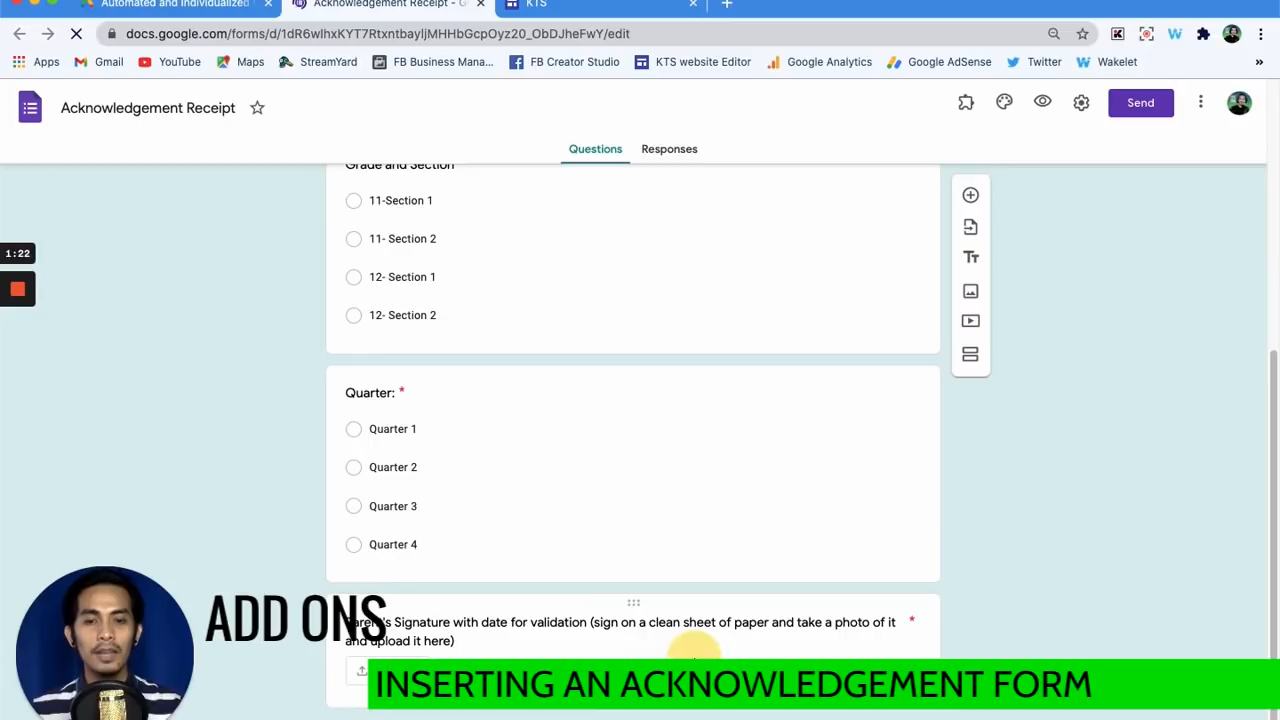 Automated and Individualized
Acknowledgement Receipt - G
KTS
docs.google.com/forms/d/1dR6wlhxKYT7RtxntbayljMHHbGcpOyz20_ObDJheFwY/edit
Apps
Gmail
YouTube
Maps
StreamYard
FB Business Mana...
FB Creator Studio
KTS website Editor
Google Analytics
Google AdSense
Twitter
Wakelet
»
Acknowledgement Receipt
Send
Questions
Responses
Grade and Section
11-Section 1
11- Section 2
12- Section 1
12- Section 2
1:22
Quarter: *
Quarter 1
Quarter 2
Quarter 3
Quarter 4
ADD ONS
Signature with date for validation (sign on a clean sheet of paper and take a photo of it *
and upload it here)
INSERTING AN ACKNOWLEDGEMENT FORM